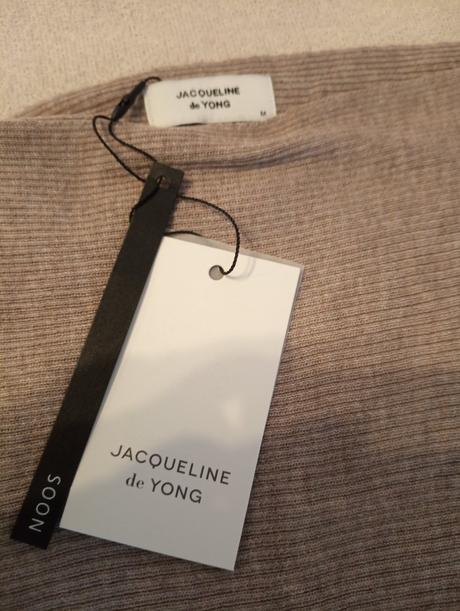 JACQUELINE
de YONG
M
JACQUELINE
de YONG
NOOS